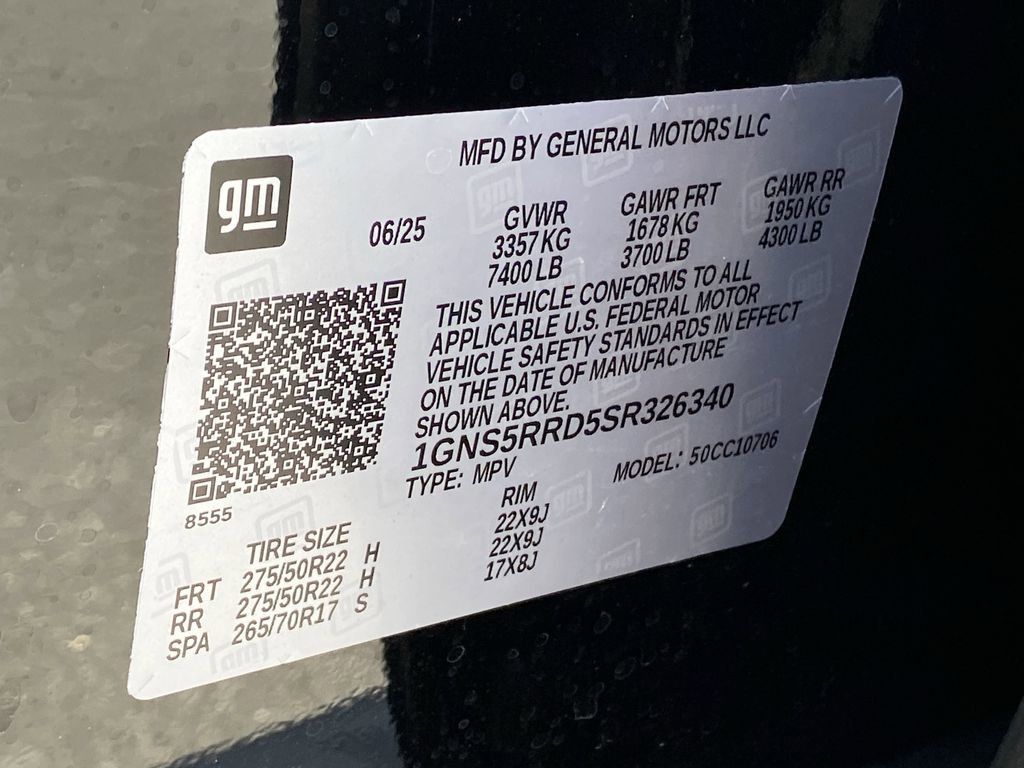 MFD BY GENERAL MOTORS LLC
gm
06/25
GVWR GAWR FRT GAWR RR
3357 KG 1678 KG 1950 KG
7400 LB 3700 LB 4300 LB
THIS VEHICLE CONFORMS TO ALL
APPLICABLE U.S. FEDERAL MOTOR
VEHICLE SAFETY STANDARDS IN EFFECT
ON THE DATE OF MANUFACTURE
SHOWN ABOVE.
1GNS5RRD5SR326340
TYPE: MPV MODEL: 50CC10706
8555
TIRE SIZE RIM
FRT 275/50R22 H 22X9J
RR 275/50R22 H 22X9J
SPA 265/70R17 S 17X8J